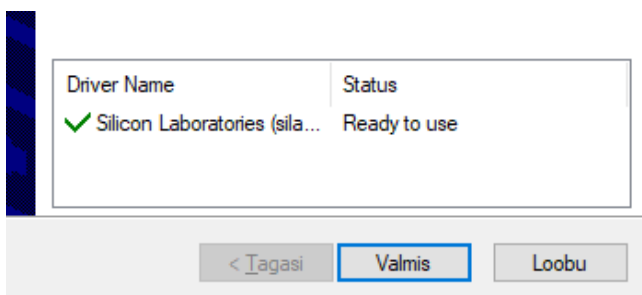 Driver Name Status
Silicon Laboratories (sila... Ready to use
< Tagasi Valmis Loobu